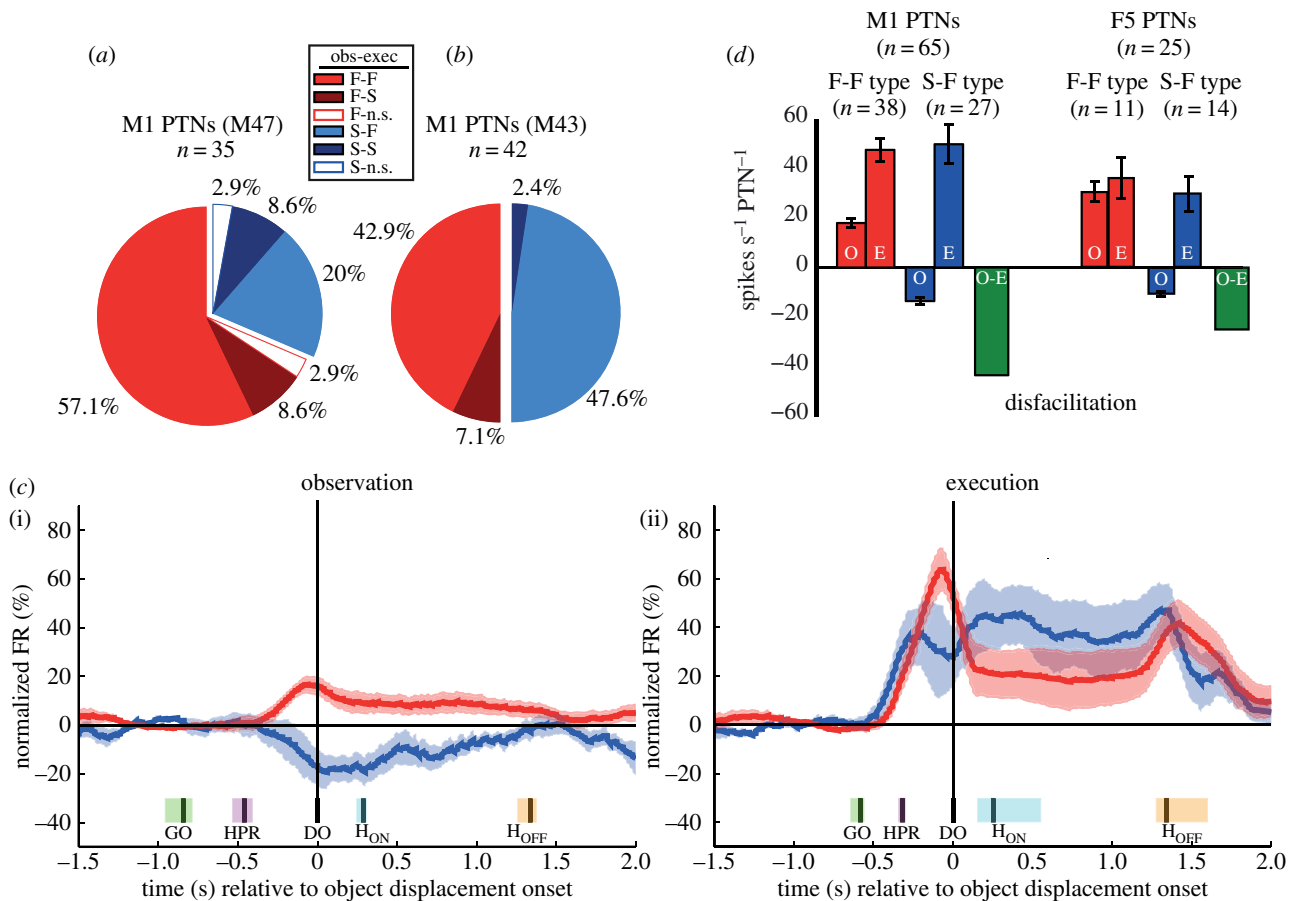 (a)
obs-exec
F-F
F-S
F-n.s.
S-F
S-S
S-n.s.
(b)
M1 PTNs (M47)
n = 35
M1 PTNs (M43)
n = 42
2.9%
8.6%
20%
2.9%
8.6%
57.1%
2.4%
42.9%
47.6%
7.1%
(d)
M1 PTNs
(n = 65)
F5 PTNs
(n = 25)
F-F type
(n = 38)
S-F type
(n = 27)
F-F type
(n = 11)
S-F type
(n = 14)
spikes s⁻¹ PTN⁻¹
60
40
20
0
−20
−40
−60
O
E
O
E
O-E
O
E
O
E
O-E
disfacilitation
(c)
observation
(i)
normalized FR (%)
80
60
40
20
0
−20
−40
GO
HPR
DO
H_ON
H_OFF
−1.5
−1.0
−0.5
0
0.5
1.0
1.5
2.0
time (s) relative to object displacement onset
execution
(ii)
normalized FR (%)
80
60
40
20
0
−20
−40
GO
HPR
DO
H_ON
H_OFF
−1.5
−1.0
−0.5
0
0.5
1.0
1.5
2.0
time (s) relative to object displacement onset